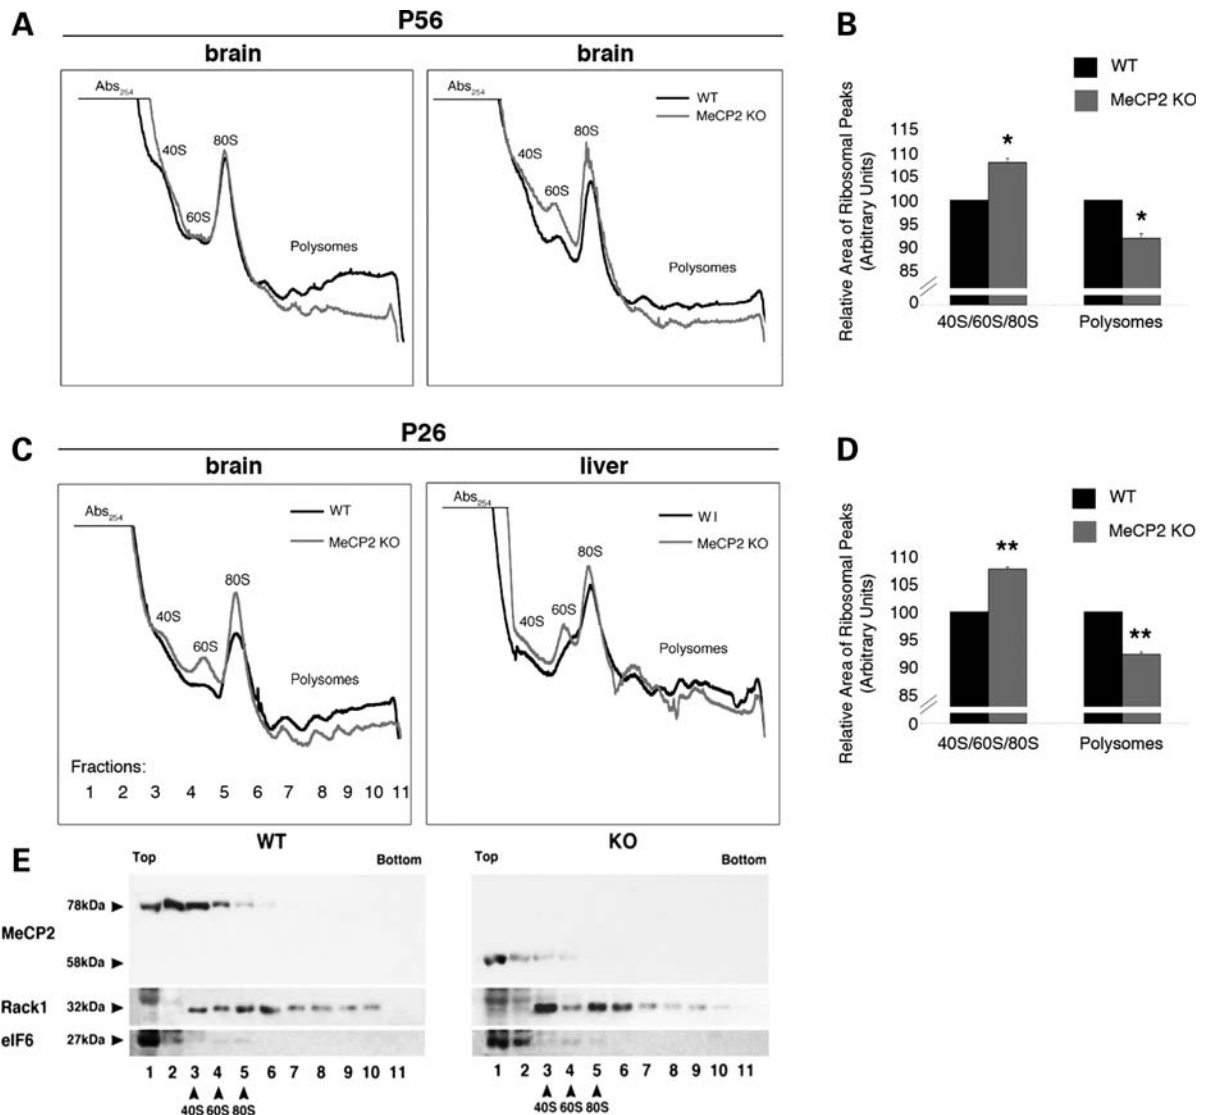 A
P56
brain
brain
Abs254
40S
60S
80S
Polysomes
Abs254
WT
MeCP2 KO
40S
60S
80S
Polysomes
B
WT
MeCP2 KO
Relative Area of Ribosomal Peaks
(Arbitrary Units)
115
110
105
100
95
90
85
0
*
*
40S/60S/80S
Polysomes
C
P26
brain
liver
Abs254
WT
MeCP2 KO
40S
60S
80S
Polysomes
Fractions:
1 2 3 4 5 6 7 8 9 10 11
Abs254
W I
MeCP2 KO
40S
60S
80S
Polysomes
D
WT
MeCP2 KO
Relative Area of Ribosomal Peaks
(Arbitrary Units)
110
105
100
95
90
85
0
**
**
40S/60S/80S
Polysomes
E
WT
KO
Top
Bottom
Top
Bottom
MeCP2
78kDa
58kDa
Rack1
32kDa
eIF6
27kDa
1 2 3 4 5 6 7 8 9 10 11
40S 60S 80S
1 2 3 4 5 6 7 8 9 10 11
40S 60S 80S